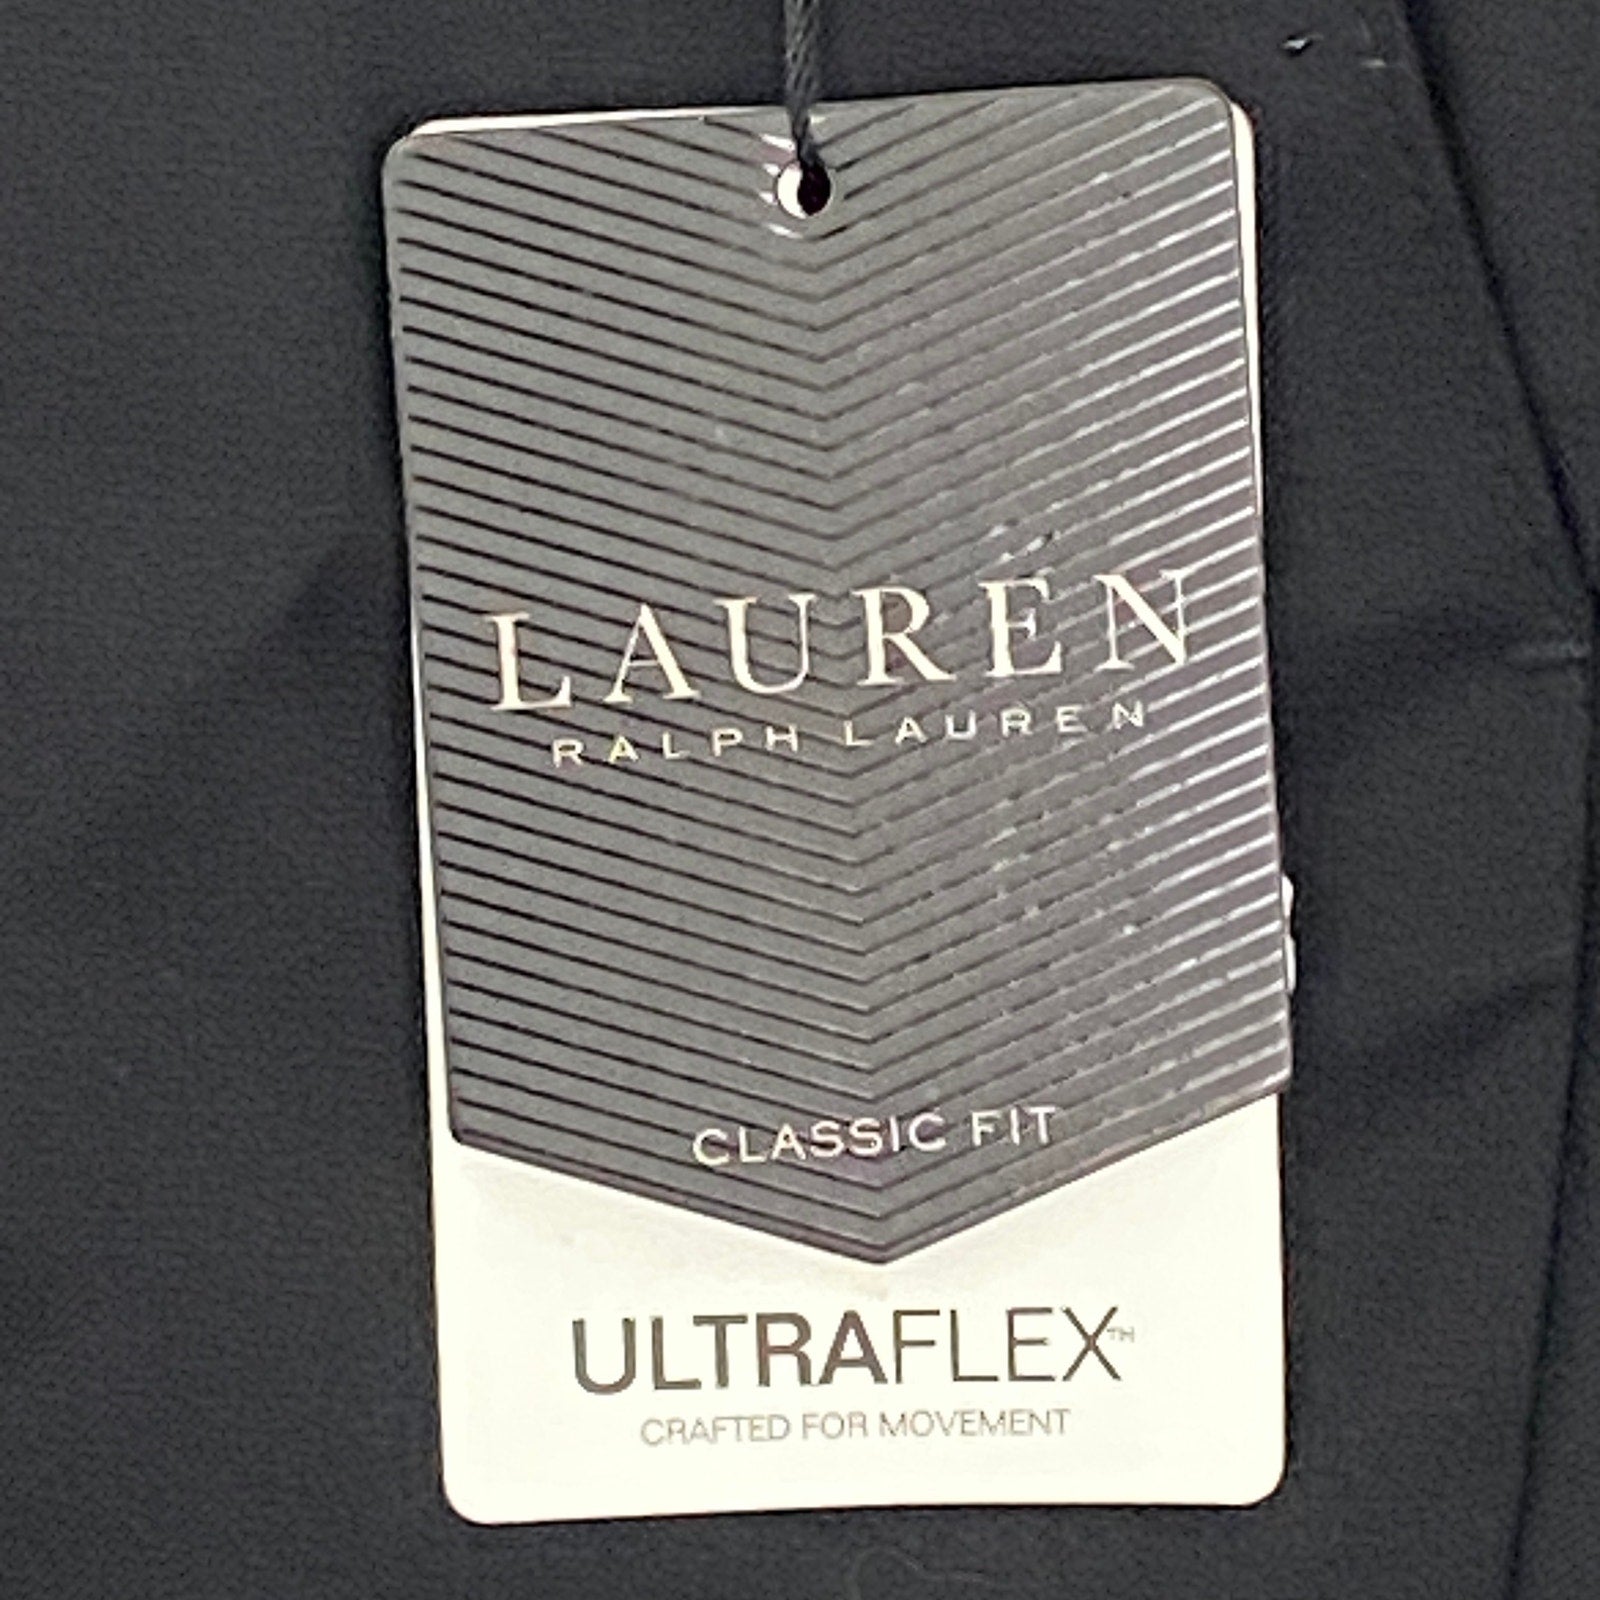 LAUREN
RALPH LAUREN
CLASSIC FIT
ULTRAFLEX™
CRAFTED FOR MOVEMENT